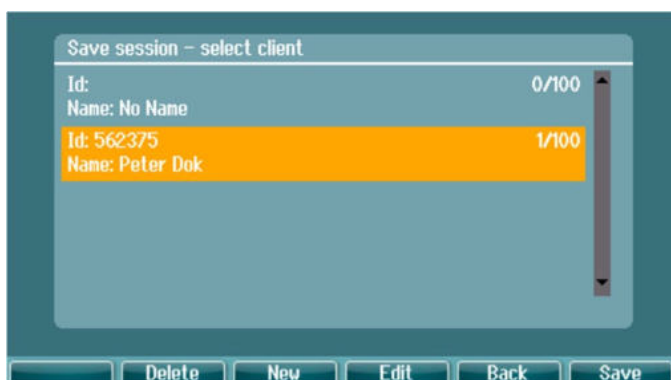 Save session - select client
Id: 0/100
Name: No Name
Id: 562375 1/100
Name: Peter Dok
Delete New Edit Back Save